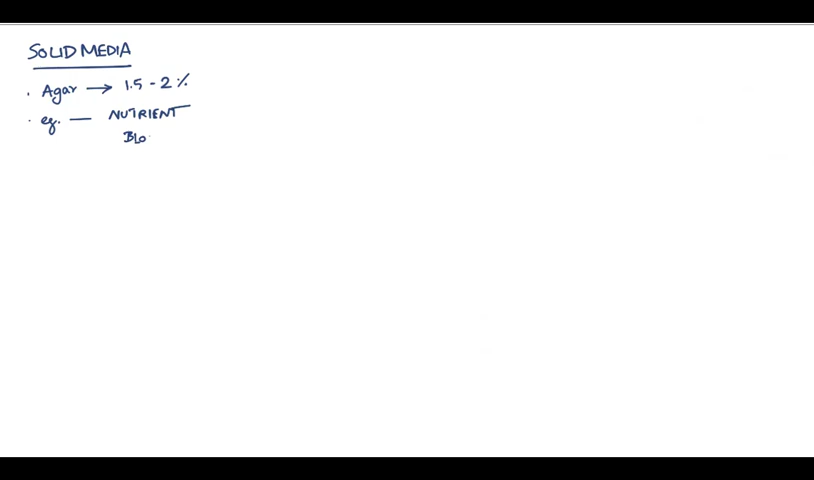 SOLID MEDIA
· Agar → 1.5 - 2 %
· eg. — NUTRIENT
BLO